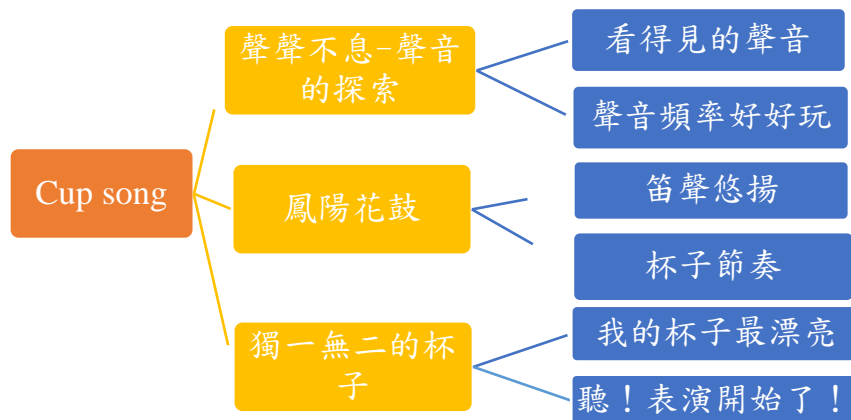 Cup song
聲聲不息-聲音
的探索
看得見的聲音
聲音頻率好好玩
鳳陽花鼓
笛聲悠揚
杯子節奏
獨一無二的杯
子
我的杯子最漂亮
聽！表演開始了！